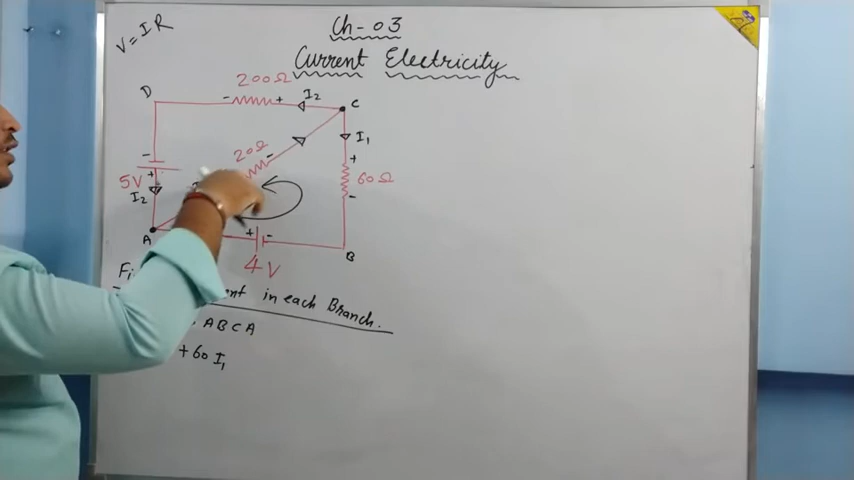 V = IR
Ch-03
Current Electricity
200Ω
D
- +
I2
C
20Ω
-
I1
+
60Ω
-
-
+
5V
I2
A
+ -
4V
B
in each Branch.
ABCA
+60 I1